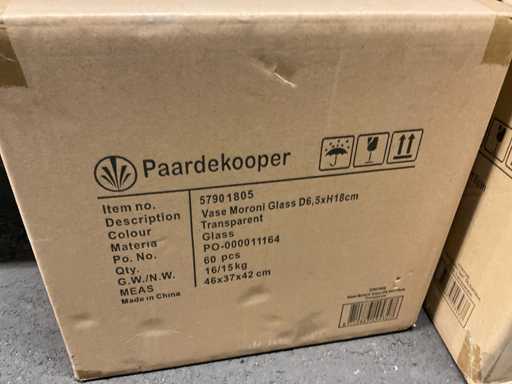 Paardekooper
Item no. 57901805
Description Vase Moroni Glass D6,5xH18cm
Colour Transparent
Materia Glass
Po. No. PO-000011164
Qty. 60 pcs
G.W./N.W. 16/15kg
MEAS 46x37x42 cm
Made in China